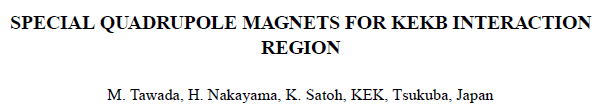 SPECIAL QUADRUPOLE MAGNETS FOR KEKB INTERACTION
REGION
M. Tawada, H. Nakayama, K. Satoh, KEK, Tsukuba, Japan